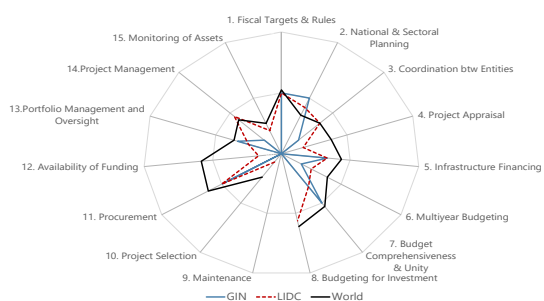 1. Fiscal Targets & Rules
2. National & Sectoral
Planning
3. Coordination btw Entities
4. Project Appraisal
5. Infrastructure Financing
6. Multiyear Budgeting
7. Budget
Comprehensiveness
& Unity
8. Budgeting for Investment
9. Maintenance
10. Project Selection
11. Procurement
12. Availability of Funding
13.Portfolio Management and
Oversight
14.Project Management
15. Monitoring of Assets
GIN LIDC World